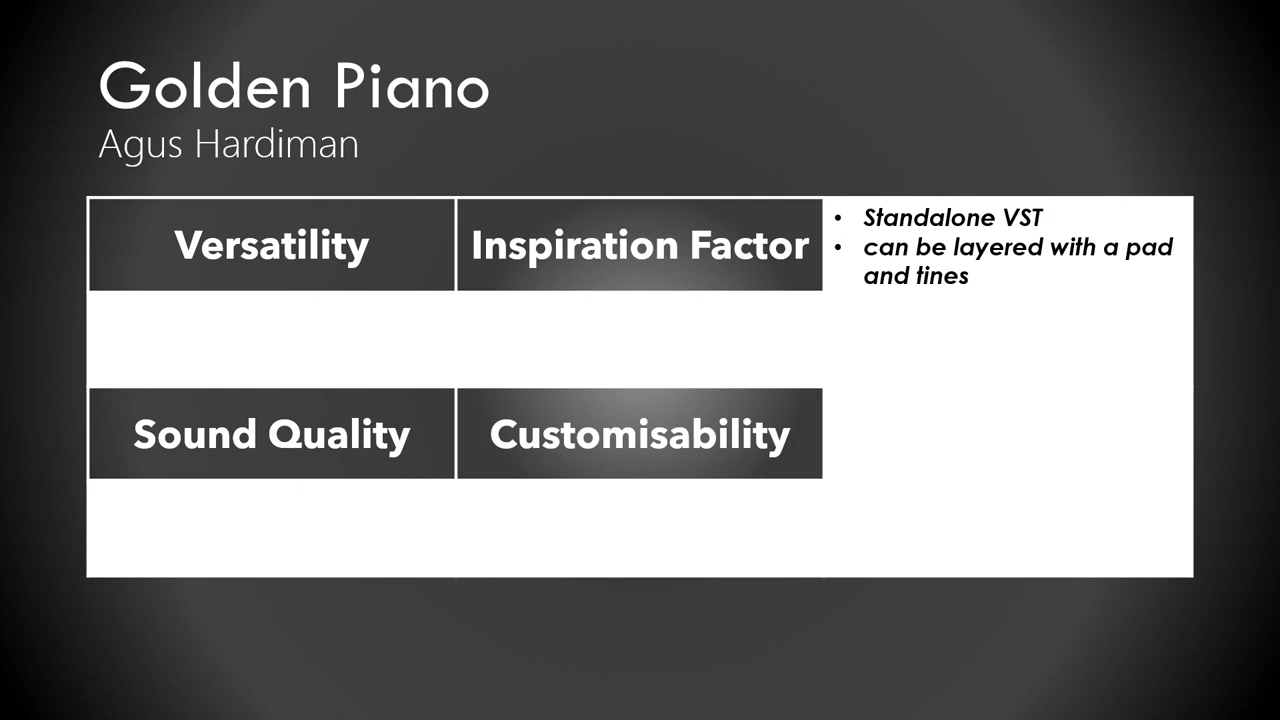 Golden Piano
Agus Hardiman
Versatility
Inspiration Factor
• Standalone VST
• can be layered with a pad
and tines
Sound Quality
Customisability